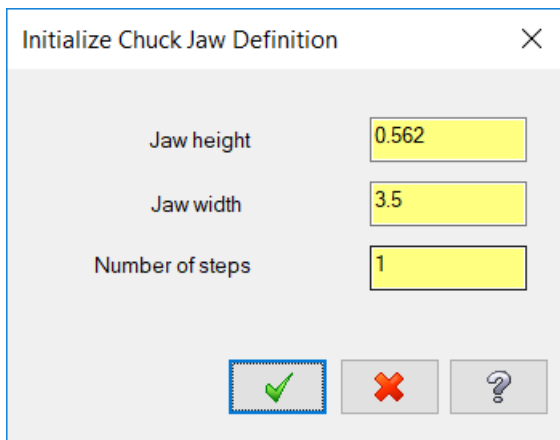 Initialize Chuck Jaw Definition
Jaw height 0.562
Jaw width 3.5
Number of steps 1